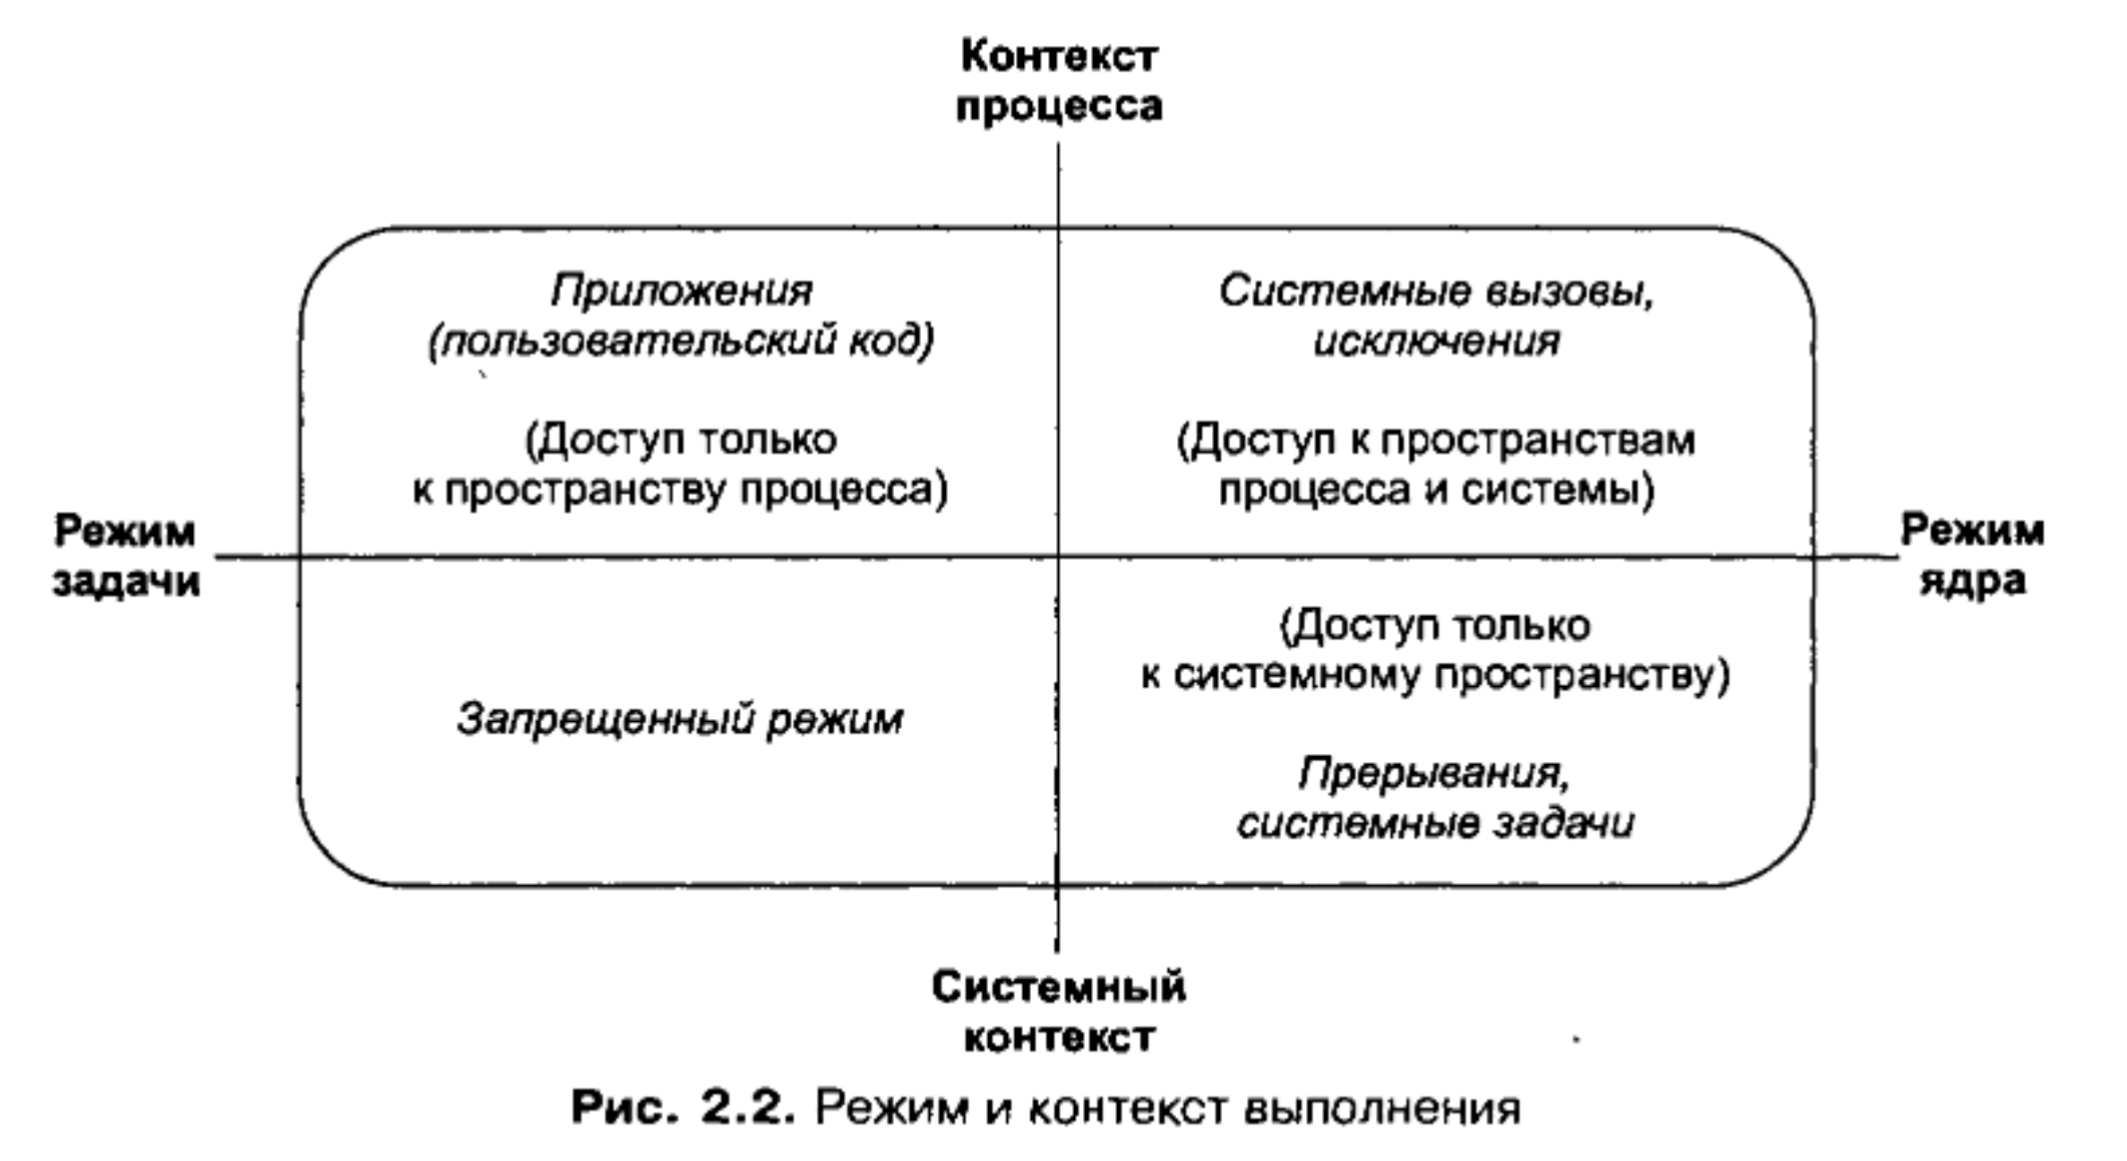 Контекст
процесса
Приложения
(пользовательский код)
(Доступ только
к пространству процесса)
Системные вызовы,
исключения
(Доступ к пространствам
процесса и системы)
Режим
задачи
Режим
ядра
Запрещенный режим
(Доступ только
к системному пространству)
Прерывания,
системные задачи
Системный
контекст
Рис. 2.2. Режим и контекст выполнения